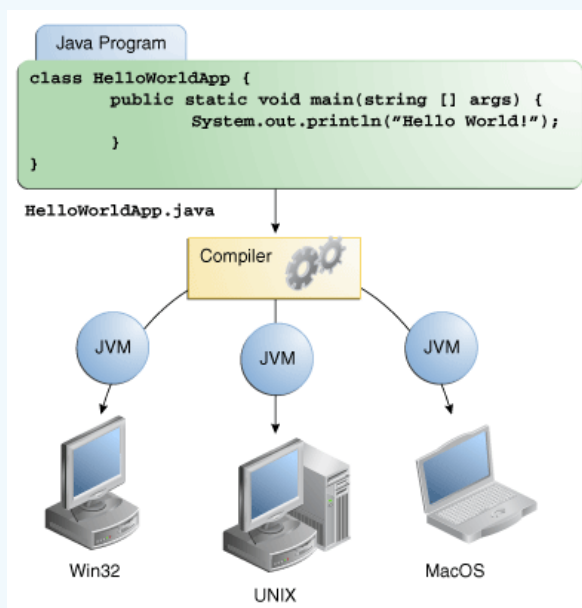 Java Program
class HelloWorldApp {
        public static void main(string [] args) {
                System.out.println(”Hello World!”);
        }
}
HelloWorldApp.java
Compiler
JVM
JVM
JVM
Win32
UNIX
MacOS